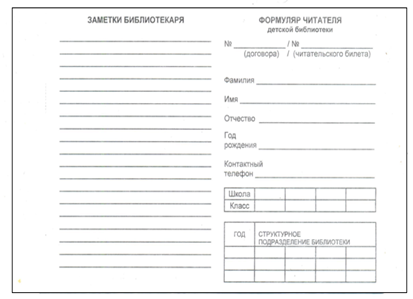 ЗАМЕТКИ БИБЛИОТЕКАРЯ
ФОРМУЛЯР ЧИТАТЕЛЯ
детской библиотеки
№ / №
(договора) / (читательского билета)
Фамилия
Имя
Отчество
Год
рождения
Контактный
телефон
Школа
Класс
ГОД СТРУКТУРНОЕ
ПОДРАЗДЕЛЕНИЕ БИБЛИОТЕКИ